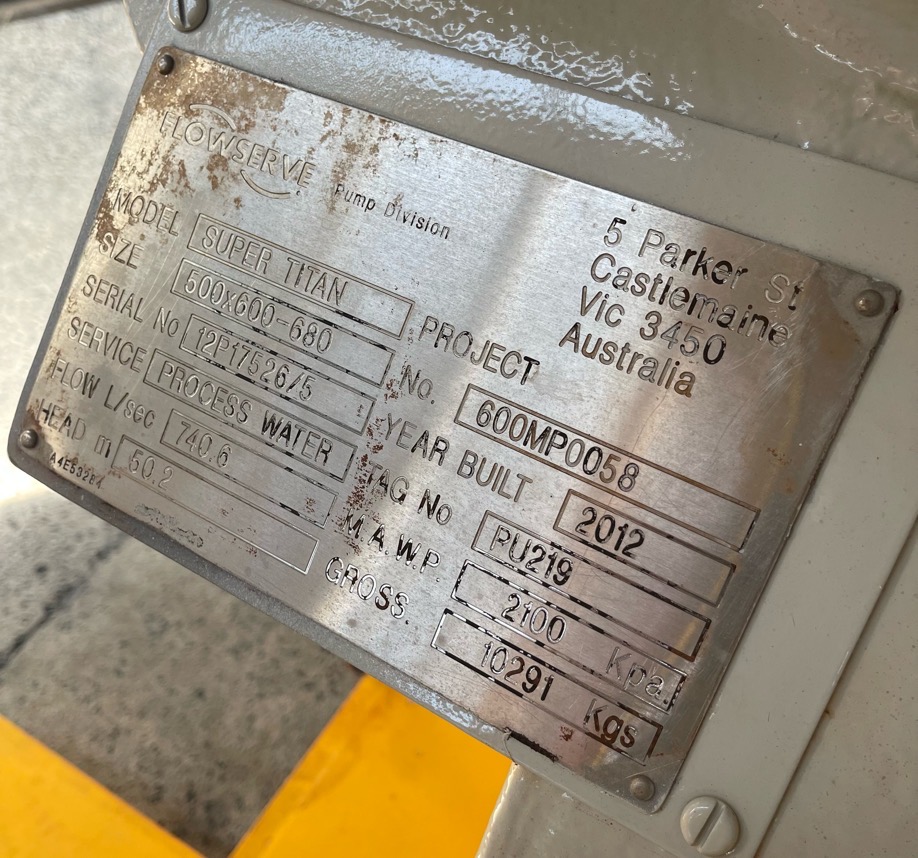 FLOWSERVE
Pump Division
5 Parker St
Castlemaine
Vic 3450
Australia
MODEL SUPER TITAN
SIZE 500x600-680
SERIAL No 12P17526/5
SERVICE PROCESS WATER
FLOW L/sec 740.6
HEAD m 50.2
PROJECT
No. 600MP0058
YEAR BUILT 2012
TAG No PU219
M.A.W.P. 2100 Kpa
GROSS. 10291 Kgs